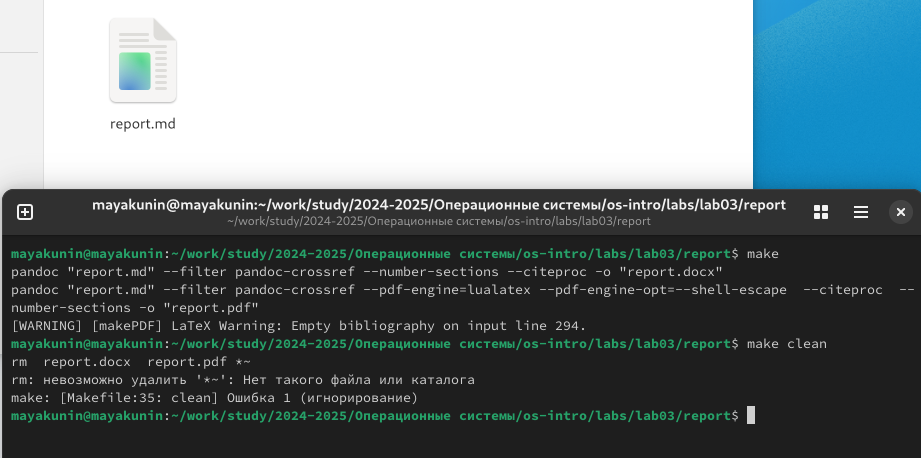 report.md
mayakunin@mayakunin:~/work/study/2024-2025/Операционные системы/os-intro/labs/lab03/report
~/work/study/2024-2025/Операционные системы/os-intro/labs/lab03/report
mayakunin@mayakunin:~/work/study/2024-2025/Операционные системы/os-intro/labs/lab03/report$ make
pandoc "report.md" --filter pandoc-crossref --number-sections --citeproc -o "report.docx"
pandoc "report.md" --filter pandoc-crossref --pdf-engine=lualatex --pdf-engine-opt=--shell-escape  --citeproc  --
number-sections -o "report.pdf"
[WARNING] [makePDF] LaTeX Warning: Empty bibliography on input line 294.
mayakunin@mayakunin:~/work/study/2024-2025/Операционные системы/os-intro/labs/lab03/report$ make clean
rm  report.docx  report.pdf *~
rm: невозможно удалить '*~': Нет такого файла или каталога
make: [Makefile:35: clean] Ошибка 1 (игнорирование)
mayakunin@mayakunin:~/work/study/2024-2025/Операционные системы/os-intro/labs/lab03/report$